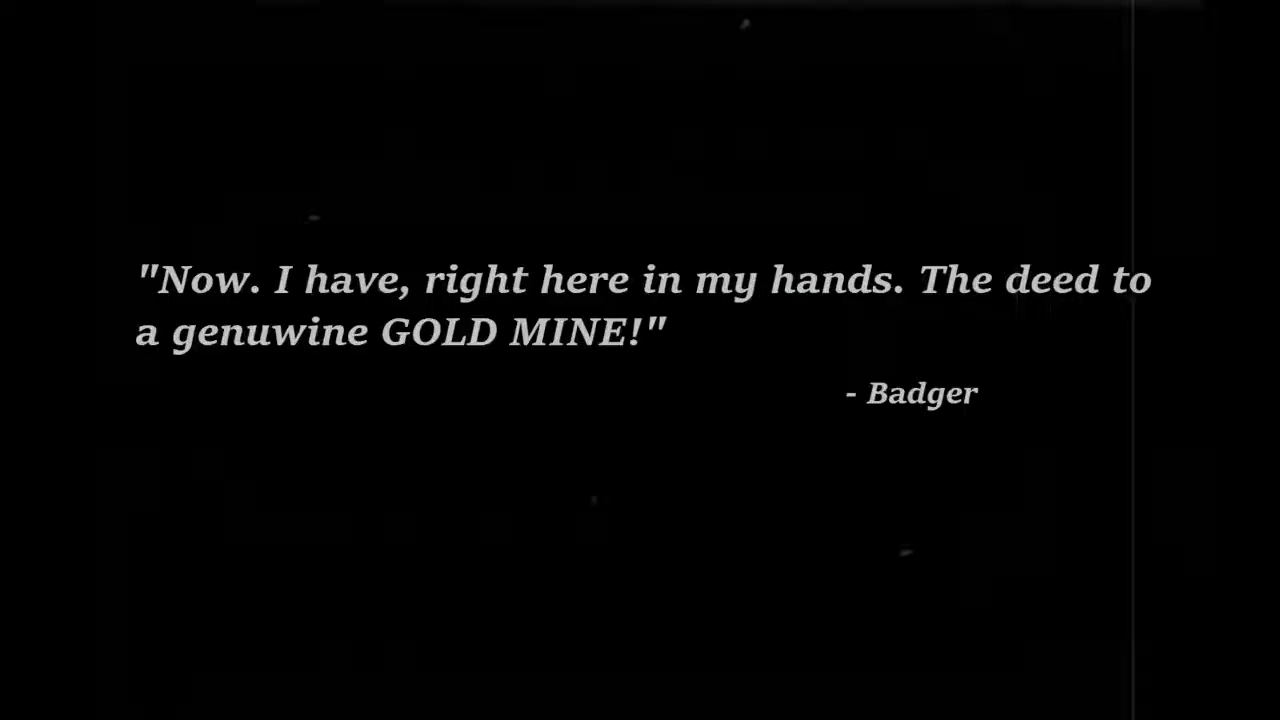 "Now. I have, right here in my hands. The deed to
a genuwine GOLD MINE!"
- Badger